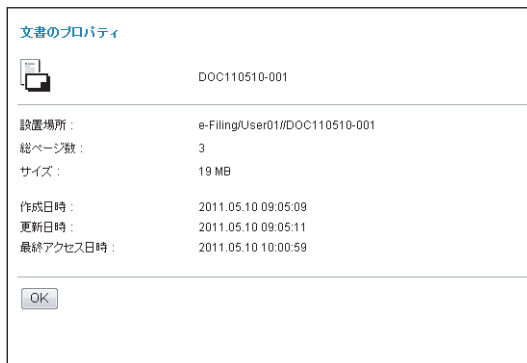 文書のプロパティ
DOC110510-001
設置場所 : e-Filing/User01//DOC110510-001
総ページ数 : 3
サイズ : 19 MB
作成日時 : 2011.05.10 09:05:09
更新日時 : 2011.05.10 09:05:11
最終アクセス日時 : 2011.05.10 10:00:59
OK